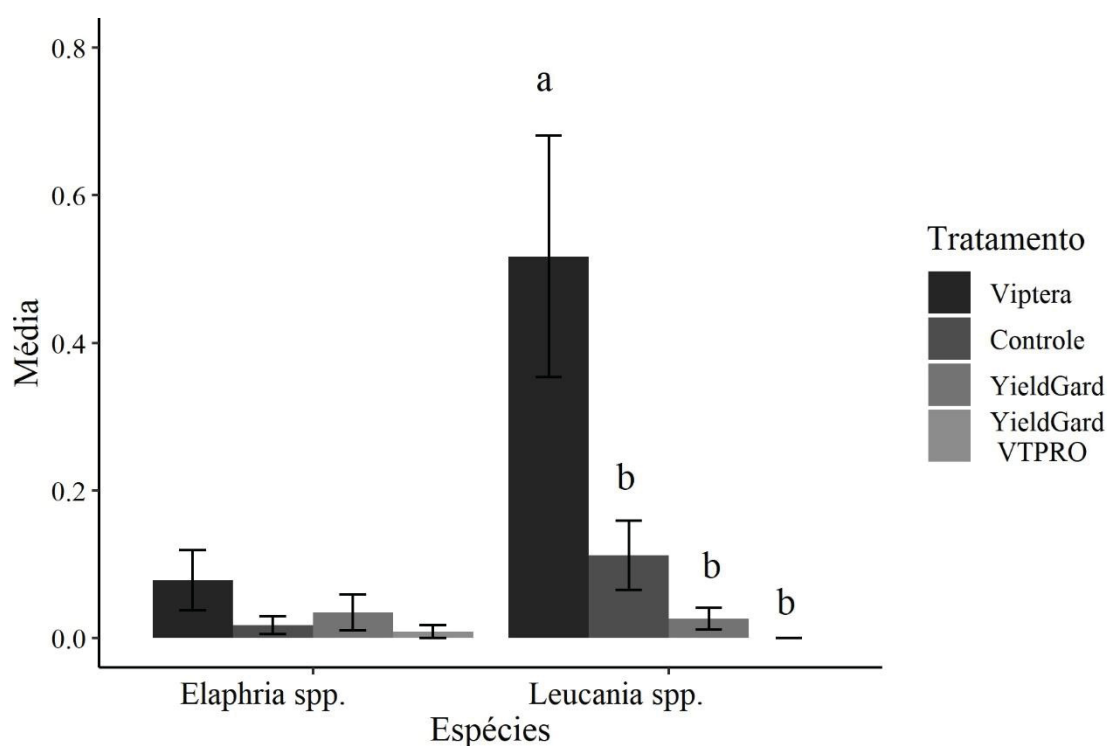 0.8
0.6
0.4
0.2
0.0
Média
a
b
b
b
Elaphria spp.
Leucania spp.
Espécies
Tratamento
Viptera
Controle
YieldGard
YieldGard
VTPRO